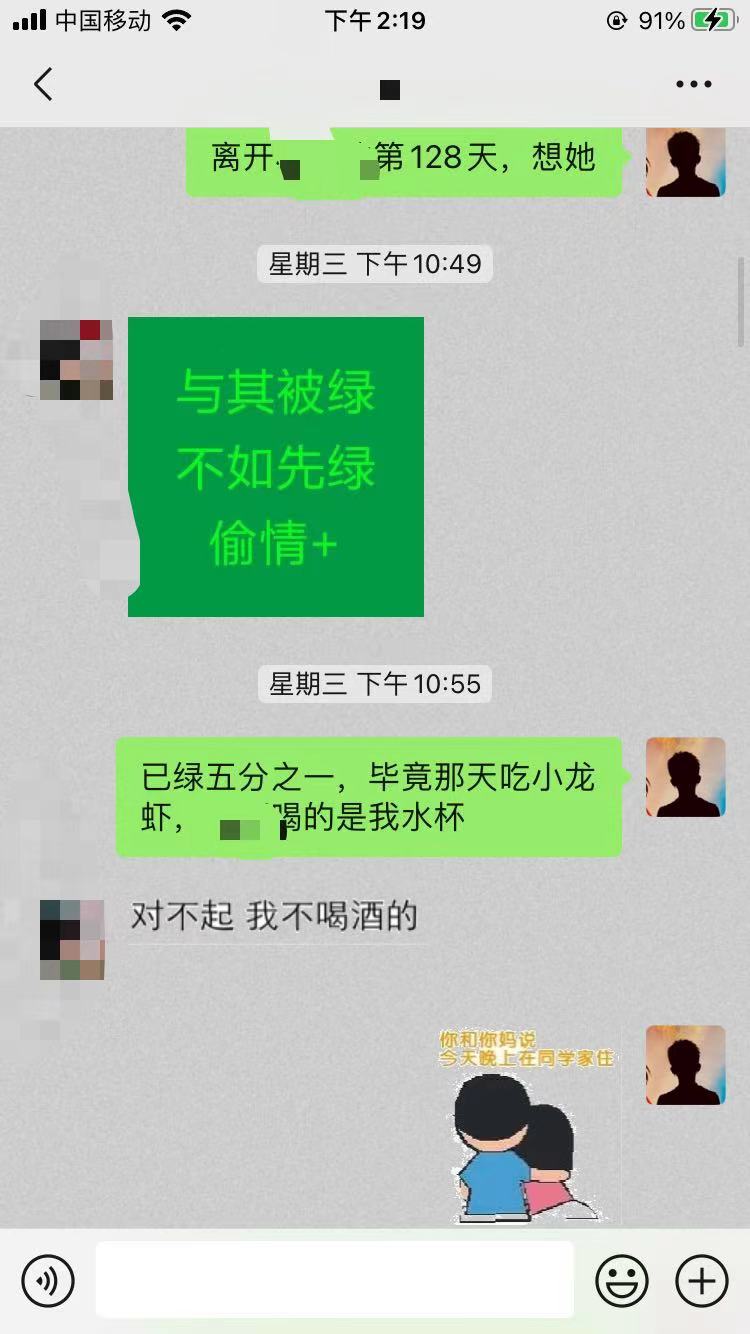 中国移动 下午2:19 91%
离开 第128天，想她
星期三 下午10:49
与其被绿
不如先绿
偷情+
星期三 下午10:55
已绿五分之一，毕竟那天吃小龙
虾， 喝的是我水杯
对不起 我不喝酒的
你和你妈说
今天晚上在同学家住